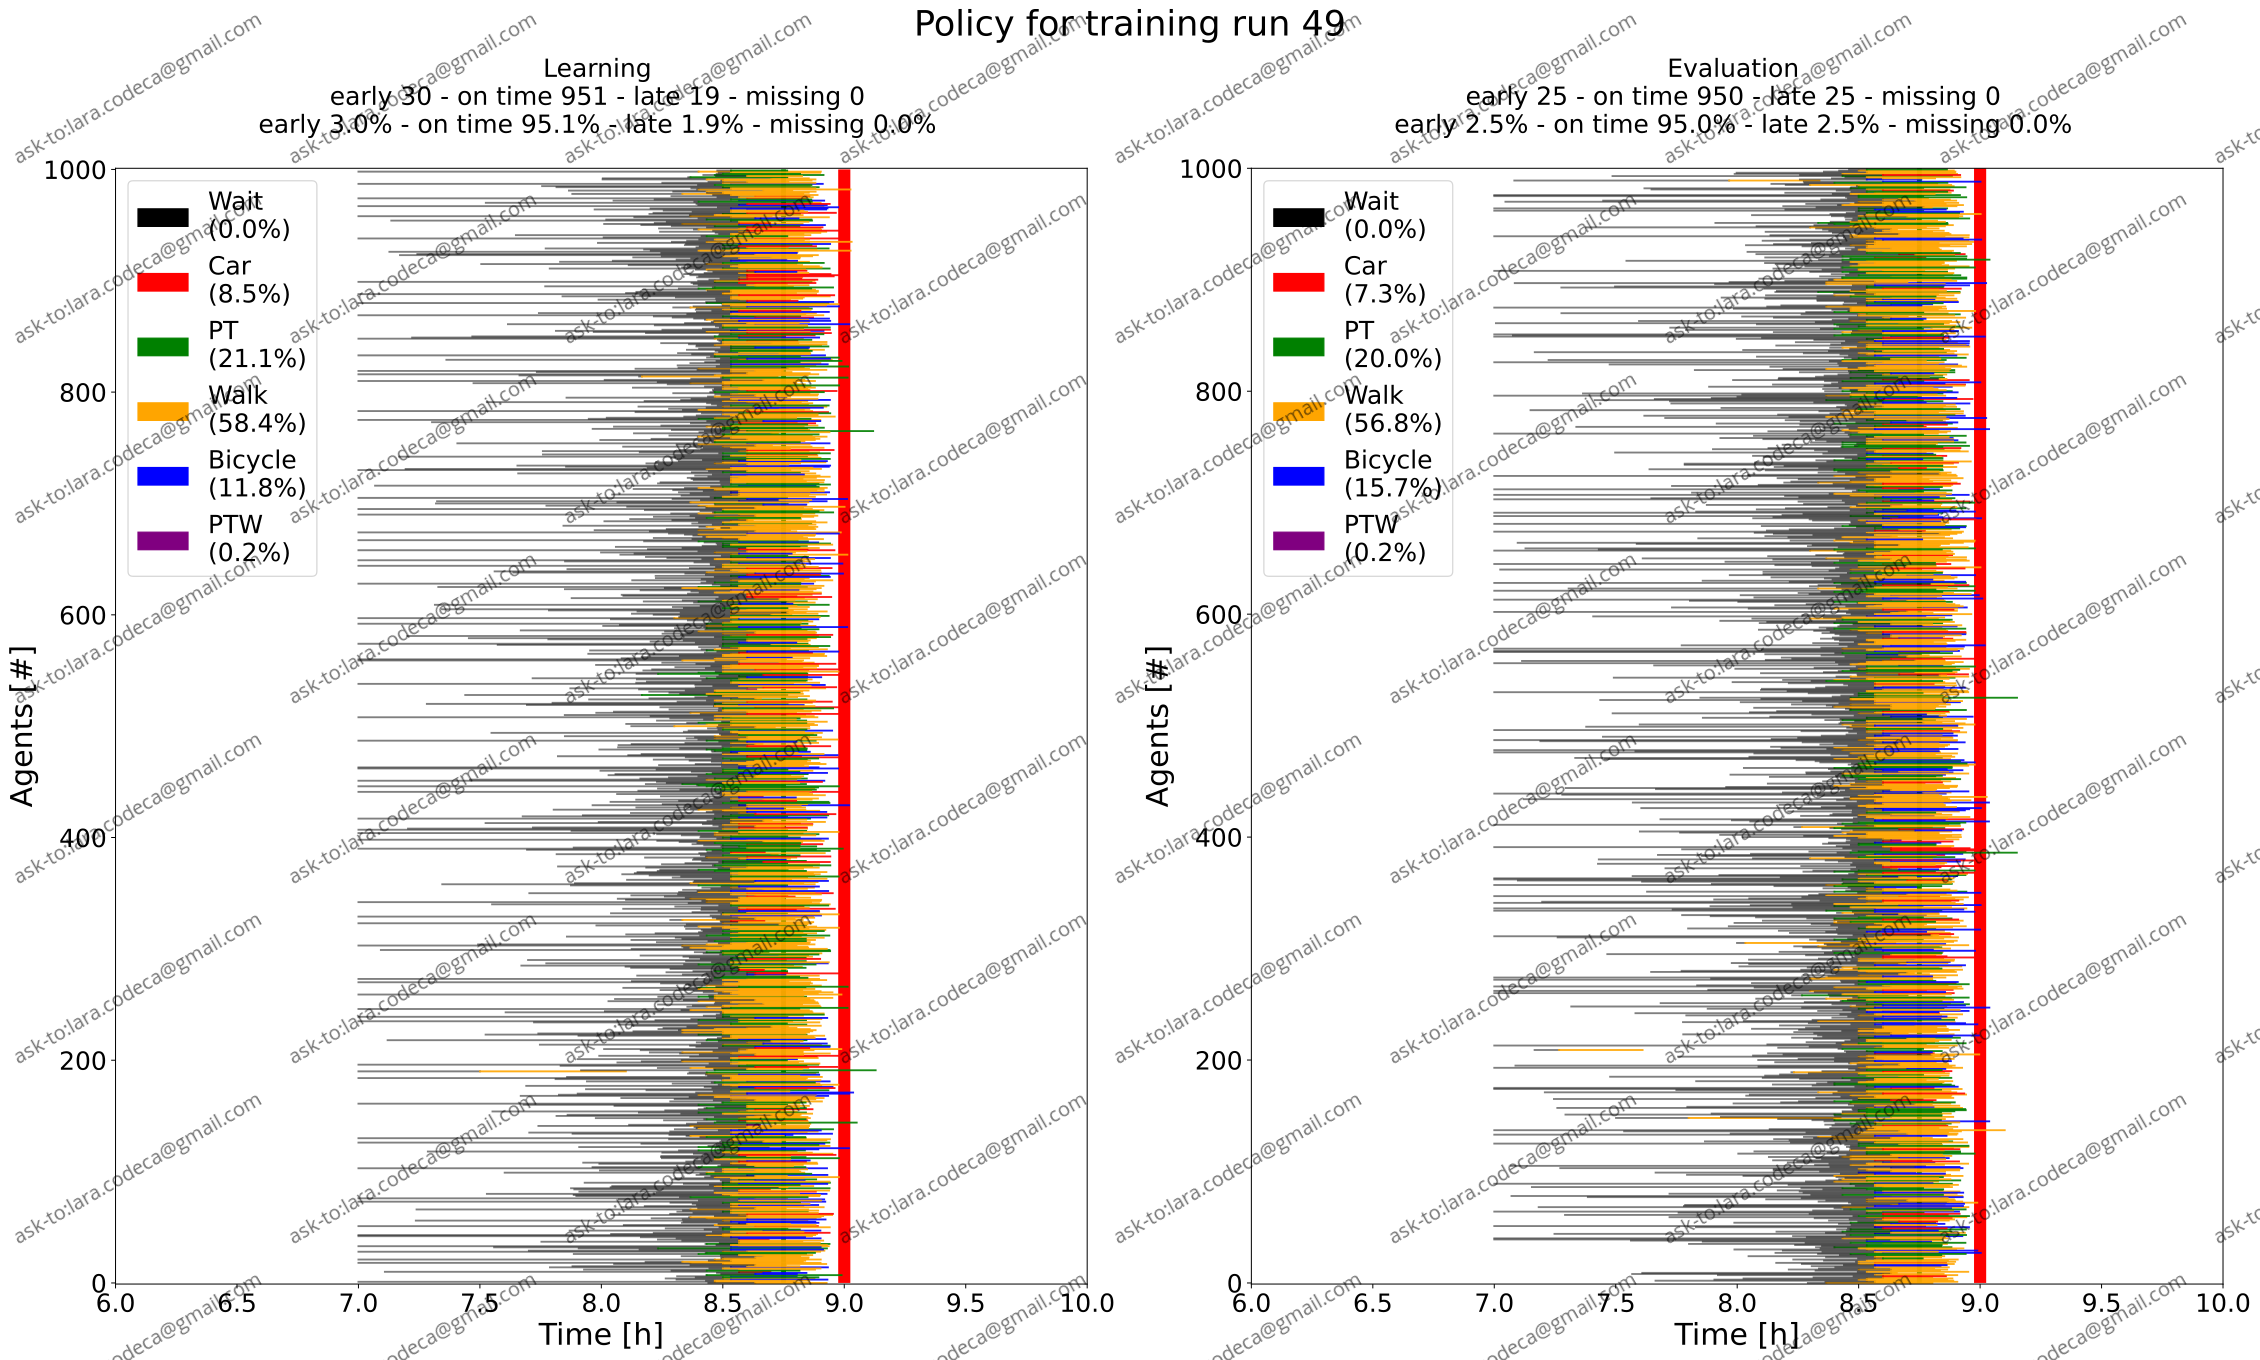 Policy for training run 49
Learning
early 30 - on time 951 - late 19 - missing 0
early 3.0% - on time 95.1% - late 1.9% - missing 0.0%
1000
800
600
400
200
0
Agents [#]
Wait
(0.0%)
Car
(8.5%)
PT
(21.1%)
Walk
(58.4%)
Bicycle
(11.8%)
PTW
(0.2%)
6.0 6.5 7.0 7.5 8.0 8.5 9.0 9.5 10.0
Time [h]
Evaluation
early 25 - on time 950 - late 25 - missing 0
early 2.5% - on time 95.0% - late 2.5% - missing 0.0%
1000
800
600
400
200
0
Agents [#]
Wait
(0.0%)
Car
(7.3%)
PT
(20.0%)
Walk
(56.8%)
Bicycle
(15.7%)
PTW
(0.2%)
6.0 6.5 7.0 7.5 8.0 8.5 9.0 9.5 10.0
Time [h]
ask-to:lara.codeca@gmail.com